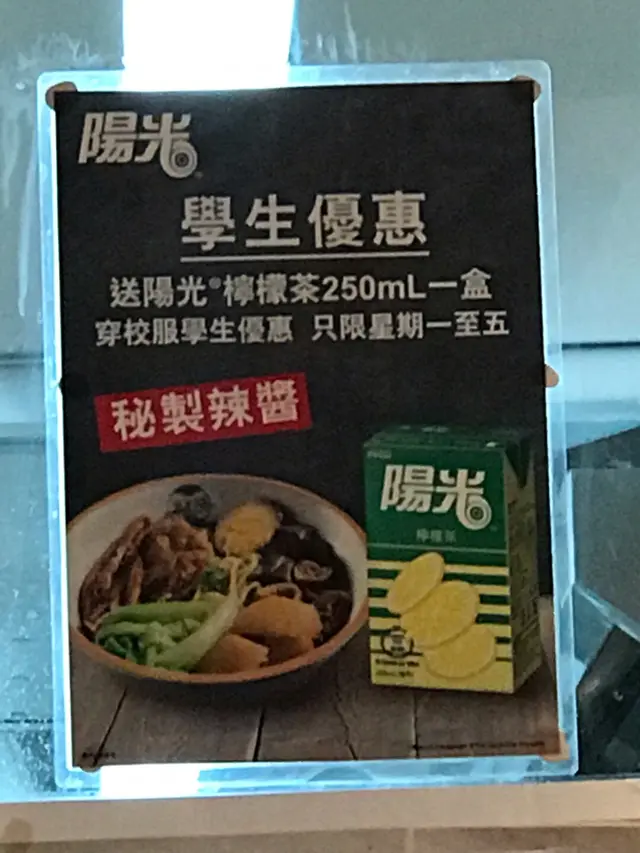 陽光
學生優惠
送陽光®檸檬茶250mL一盒
穿校服學生優惠 只限星期一至五
秘製辣醬
陽光
檸檬茶